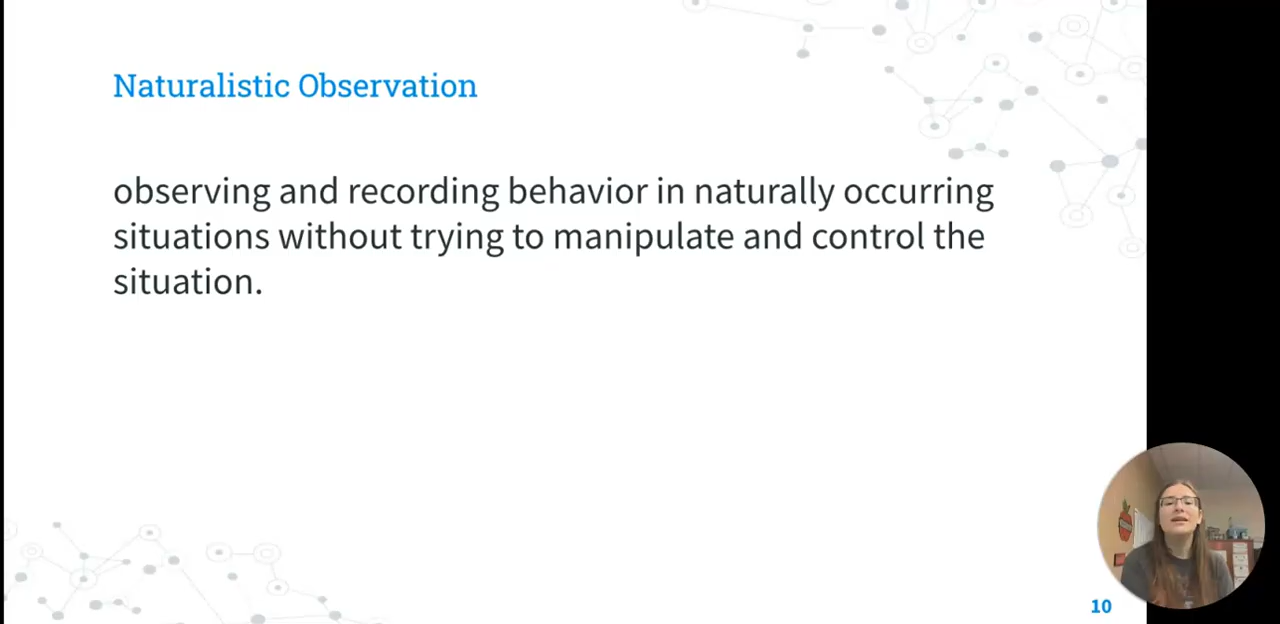 Naturalistic Observation
observing and recording behavior in naturally occurring
situations without trying to manipulate and control the
situation.
10